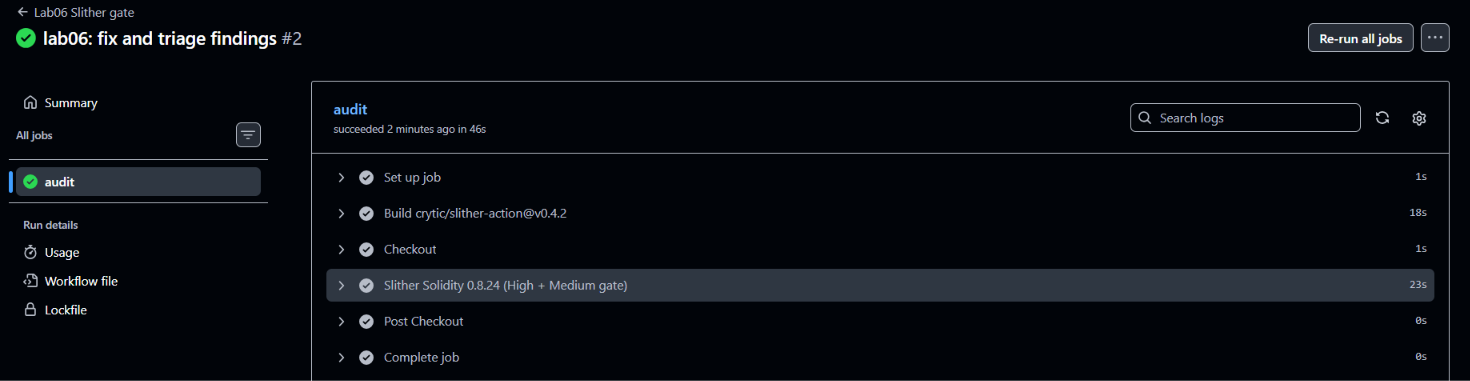 Lab06 Slither gate
lab06: fix and triage findings #2
Re-run all jobs
Summary
All jobs
audit
Run details
Usage
Workflow file
Lockfile
audit
succeeded 2 minutes ago in 46s
Search logs
Set up job 1s
Build crytic/slither-action@v0.4.2 18s
Checkout 1s
Slither Solidity 0.8.24 (High + Medium gate) 23s
Post Checkout 0s
Complete job 0s